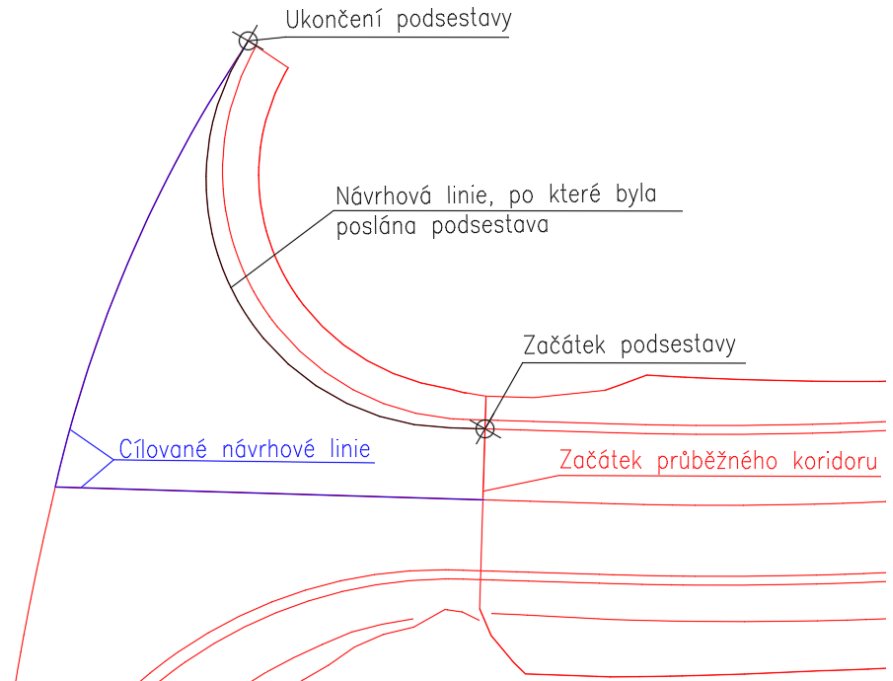 Ukončení podsestavy
Návrhová linie, po které byla
poslána podsestava
Začátek podsestavy
Cílované návrhové linie
Začátek průběžného koridoru